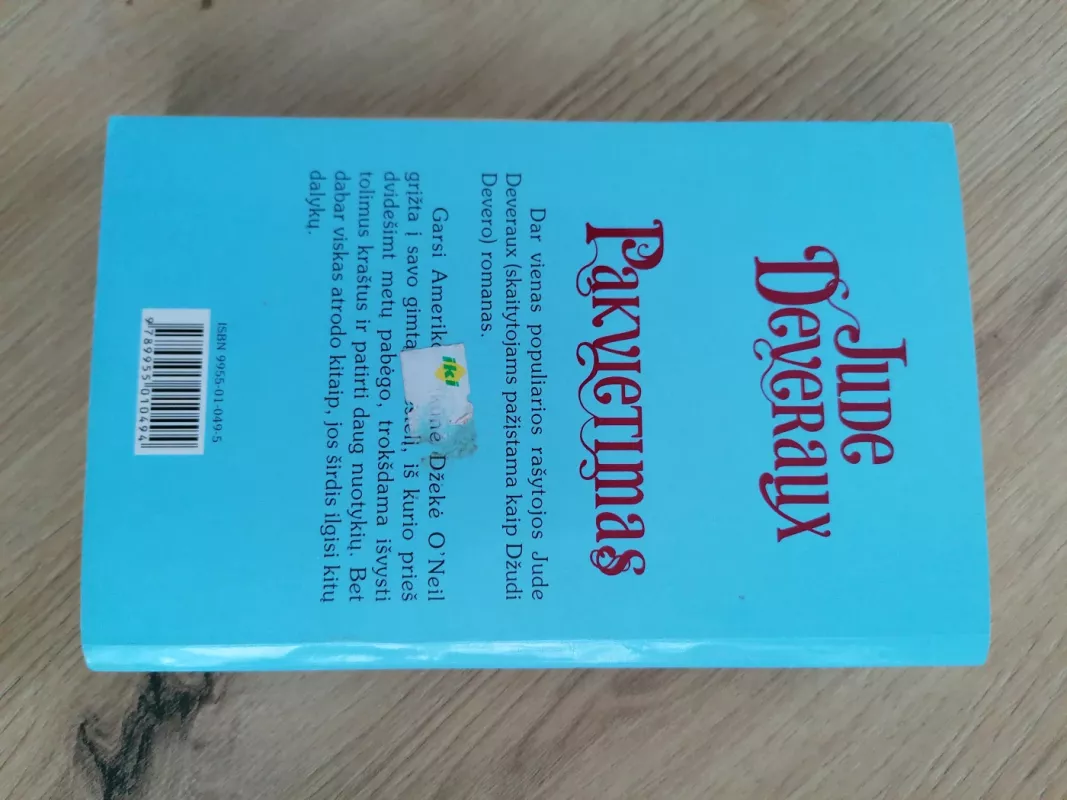 Jude
Deveraux
Pakvietimas
Dar vienas populiarios rašytojos Jude
Deveraux (skaitytojams pažįstama kaip Džudi
Devero) romanas.
Garsi Džekė O'Neil
grįžta į savo iš kurio prieš
dvidešimt metų pabėgo, trokšdama išvysti
tolimus kraštus ir patirti daug nuotykių. Bet
dabar viskas atrodo kitaip, jos širdis ilgisi kitų
dalykų.
iki
ISBN 9955-01-049-5
9789955010494